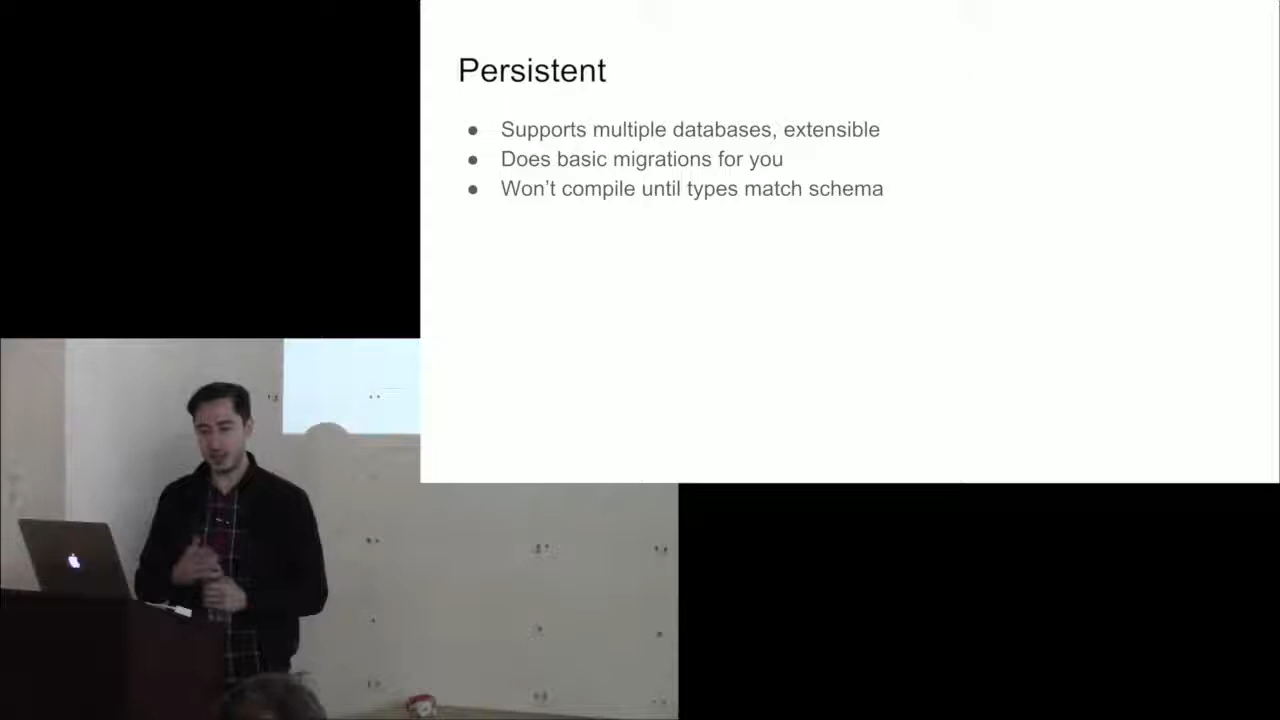 Persistent
● Supports multiple databases, extensible
● Does basic migrations for you
● Won’t compile until types match schema